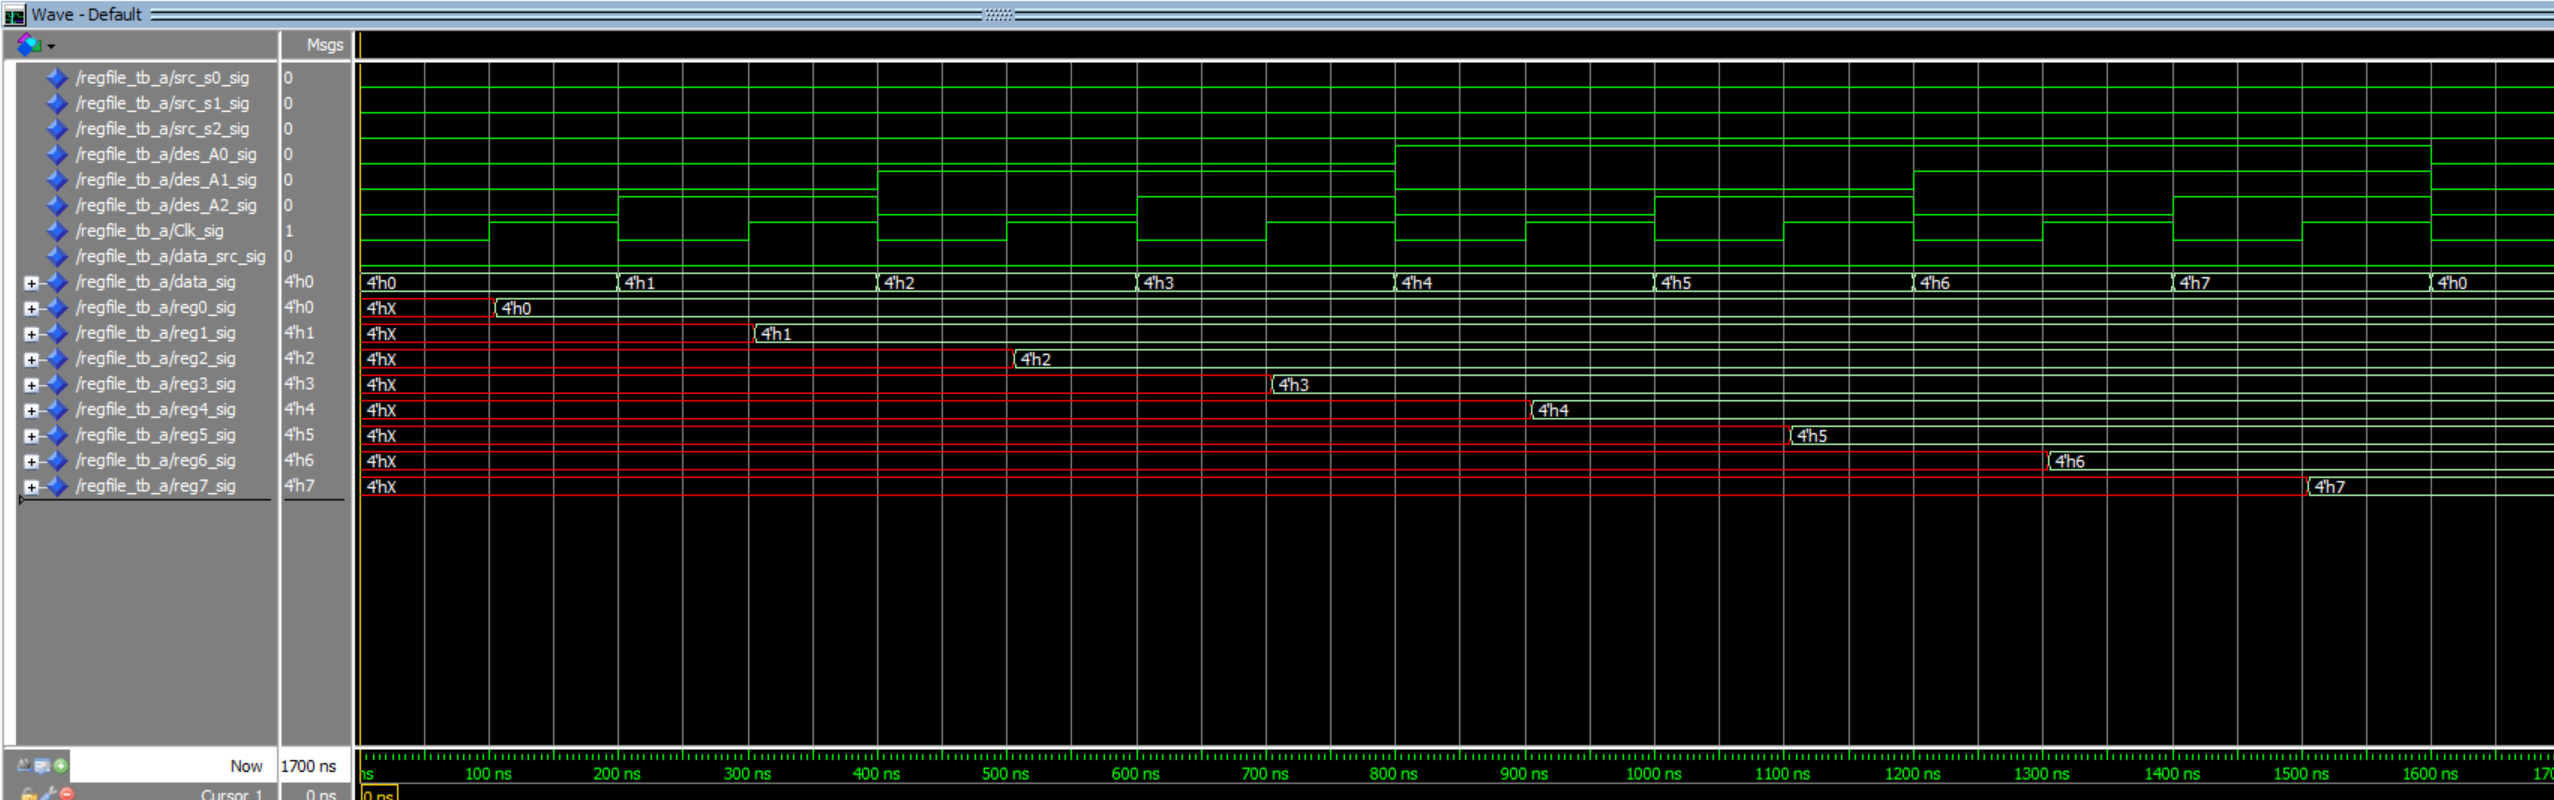 Wave - Default
Msgs
/regfile_tb_a/src_s0_sig 0
/regfile_tb_a/src_s1_sig 0
/regfile_tb_a/src_s2_sig 0
/regfile_tb_a/des_A0_sig 0
/regfile_tb_a/des_A1_sig 0
/regfile_tb_a/des_A2_sig 0
/regfile_tb_a/Clk_sig 1
/regfile_tb_a/data_src_sig 0
/regfile_tb_a/data_sig 4'h0 4'h0 4'h1 4'h2 4'h3 4'h4 4'h5 4'h6 4'h7 4'h0
/regfile_tb_a/reg0_sig 4'h0 4'hX 4'h0
/regfile_tb_a/reg1_sig 4'h1 4'hX 4'h1
/regfile_tb_a/reg2_sig 4'h2 4'hX 4'h2
/regfile_tb_a/reg3_sig 4'h3 4'hX 4'h3
/regfile_tb_a/reg4_sig 4'h4 4'hX 4'h4
/regfile_tb_a/reg5_sig 4'h5 4'hX 4'h5
/regfile_tb_a/reg6_sig 4'h6 4'hX 4'h6
/regfile_tb_a/reg7_sig 4'h7 4'hX 4'h7
Now 1700 ns ns 100 ns 200 ns 300 ns 400 ns 500 ns 600 ns 700 ns 800 ns 900 ns 1000 ns 1100 ns 1200 ns 1300 ns 1400 ns 1500 ns 1600 ns 170
Cursor 1 0 ns 0 ns